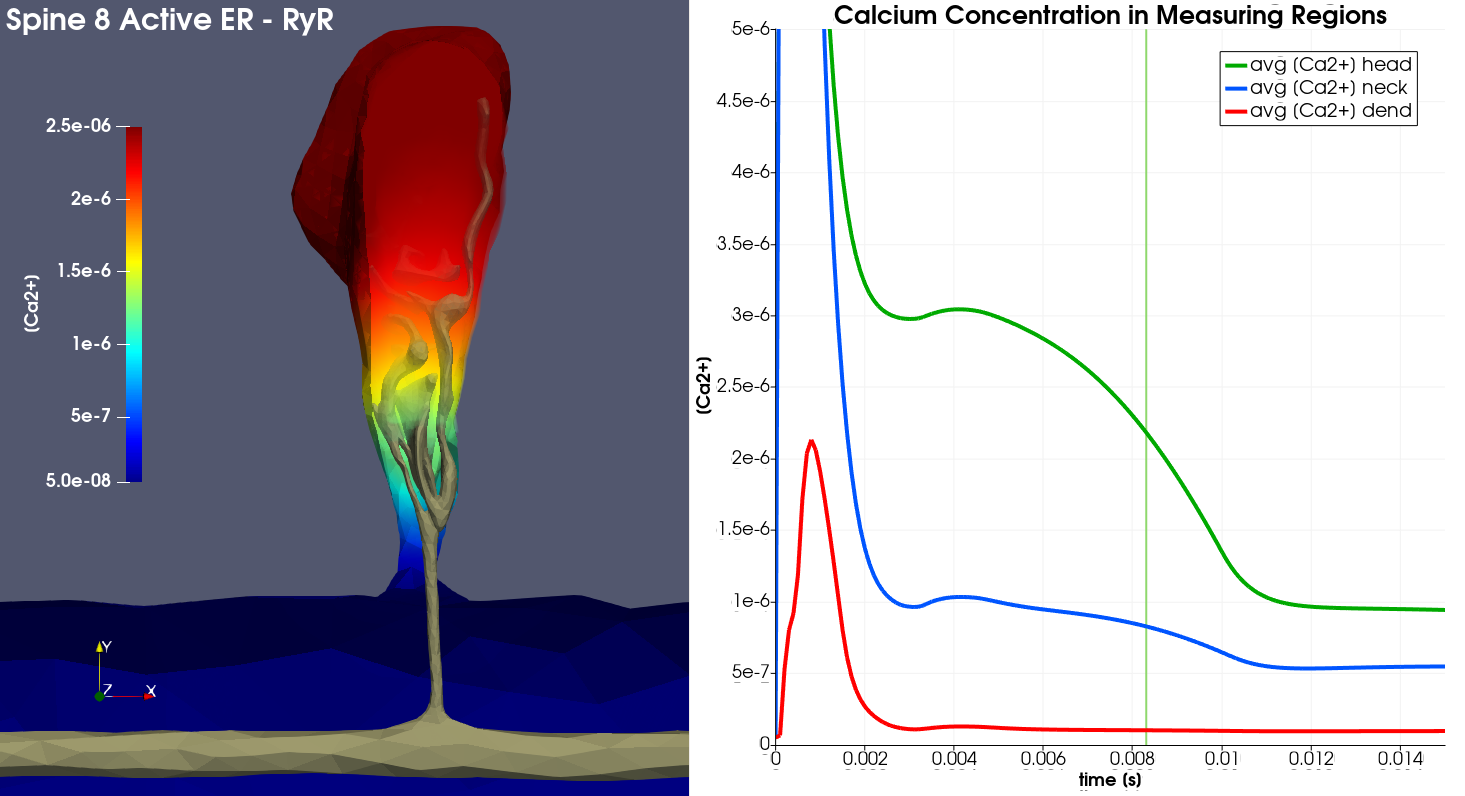 Spine 8 Active ER - RyR
2.5e-06
2e-6
1.5e-6
1e-6
5e-7
5.0e-08
(Ca2+)
Y
Z
X
Calcium Concentration in Measuring Regions
avg (Ca2+) head
avg (Ca2+) neck
avg (Ca2+) dend
5e-6
4.5e-6
4e-6
3.5e-6
3e-6
2.5e-6
2e-6
1.5e-6
1e-6
5e-7
0
(Ca2+)
0 0.002 0.004 0.006 0.008 0.01 0.012 0.014
time (s)